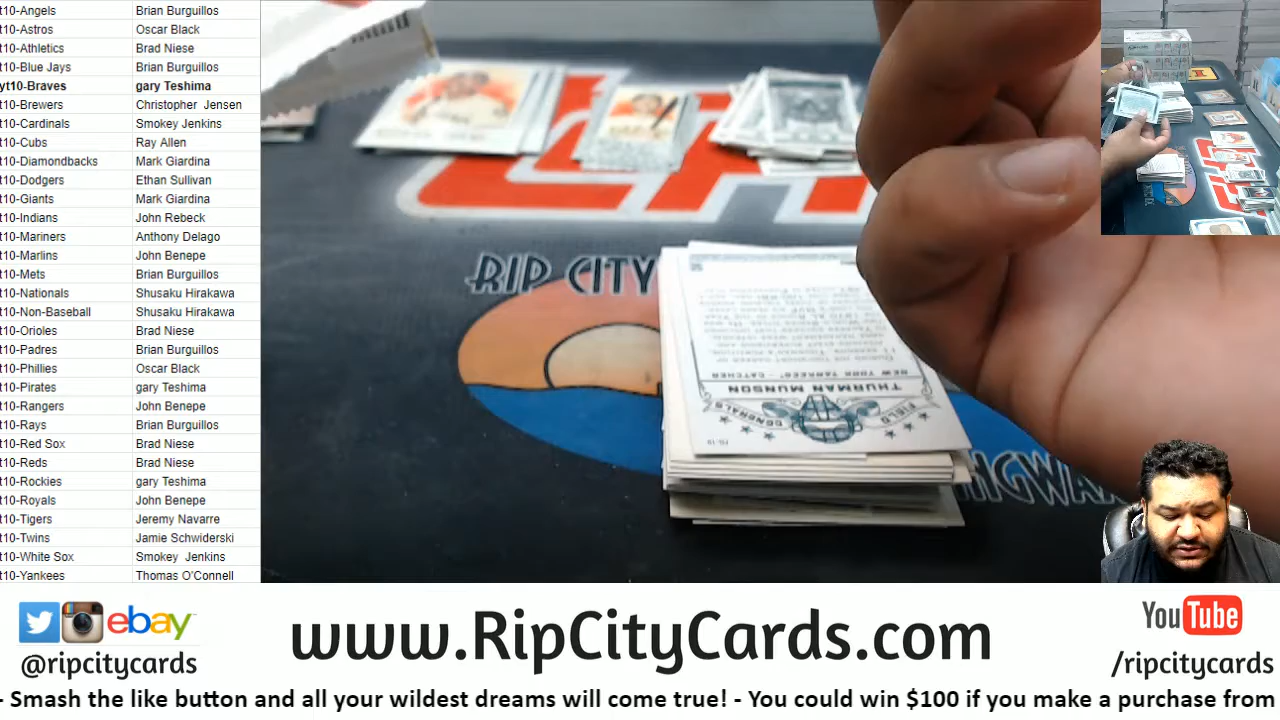 t10-Angels Brian Burguillos
t10-Astros Oscar Black
t10-Athletics Brad Niese
t10-Blue Jays Brian Burguillos
yt10-Braves gary Teshima
t10-Brewers Christopher Jensen
t10-Cardinals Smokey Jenkins
t10-Cubs Ray Allen
t10-Diamondbacks Mark Giardina
t10-Dodgers Ethan Sullivan
t10-Giants Mark Giardina
t10-Indians John Rebeck
t10-Mariners Anthony Delago
t10-Marlins John Benepe
t10-Mets Brian Burguillos
t10-Nationals Shusaku Hirakawa
t10-Non-Baseball Shusaku Hirakawa
t10-Orioles Brad Niese
t10-Padres Brian Burguillos
t10-Phillies Oscar Black
t10-Pirates gary Teshima
t10-Rangers John Benepe
t10-Rays Brian Burguillos
t10-Red Sox Brad Niese
t10-Reds Brad Niese
t10-Rockies gary Teshima
t10-Royals John Benepe
t10-Tigers Jeremy Navarre
t10-Twins Jamie Schwiderski
t10-White Sox Smokey Jenkins
t10-Yankees Thomas O'Connell
RIP CITY
NEW YORK YANKEES® - CATCHER
THURMAN MUNSON
FIELD GENERALS
ebay
@ripcitycards
www.RipCityCards.com
YouTube
/ripcitycards
- Smash the like button and all your wildest dreams will come true! - You could win $100 if you make a purchase from